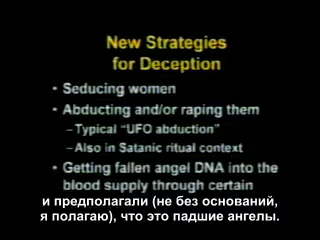 New Strategies
for Deception
• Seducing women
• Abducting and/or raping them
– Typical “UFO abduction”
– Also in Satanic ritual context
• Getting fallen angel DNA into the
blood supply through certain
и предполагали (не без оснований,
я полагаю), что это падшие ангелы.